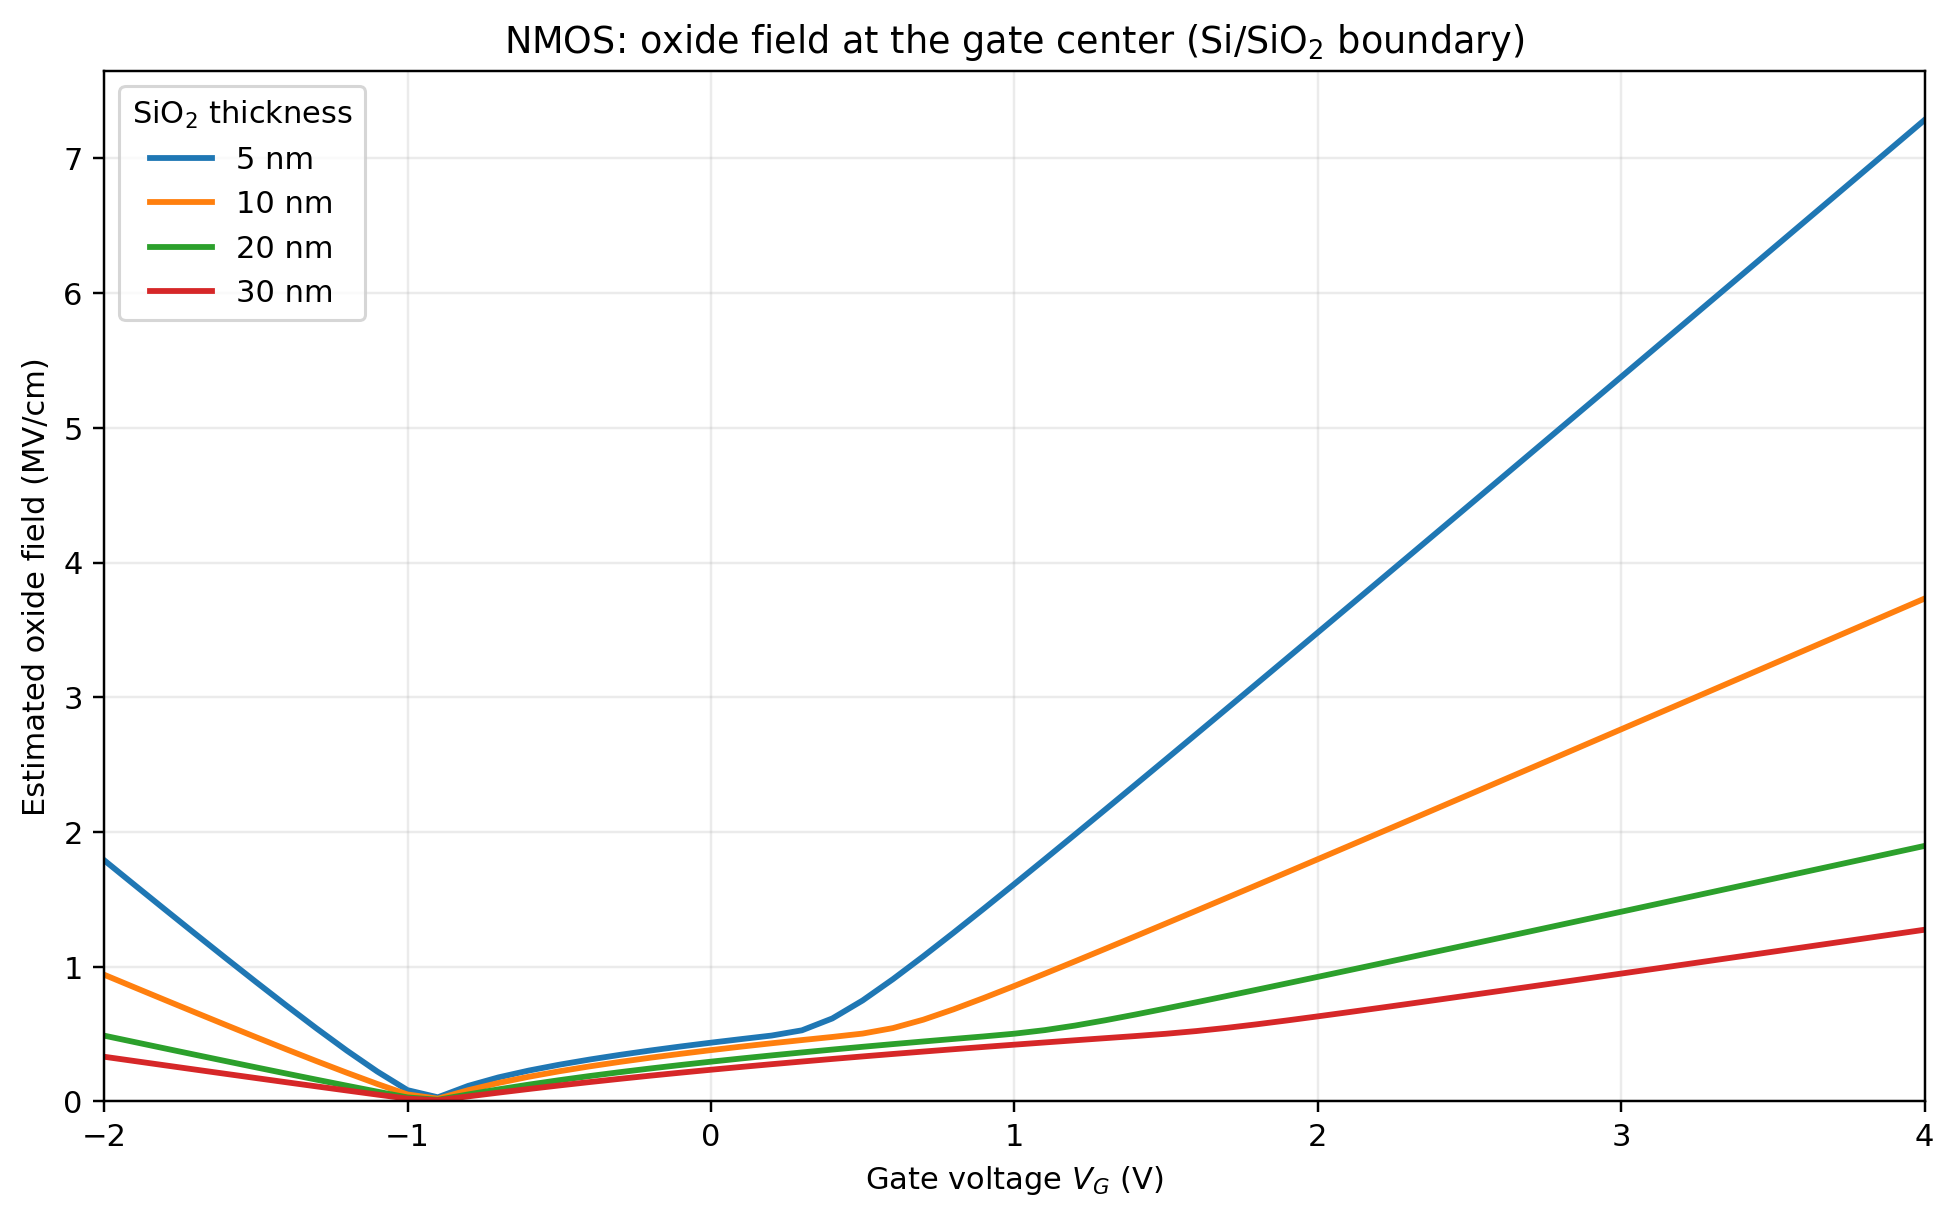 NMOS: oxide field at the gate center (Si/SiO₂ boundary)
SiO₂ thickness
5 nm
10 nm
20 nm
30 nm
Estimated oxide field (MV/cm)
7
6
5
4
3
2
1
0
−2 −1 0 1 2 3 4
Gate voltage V_G (V)